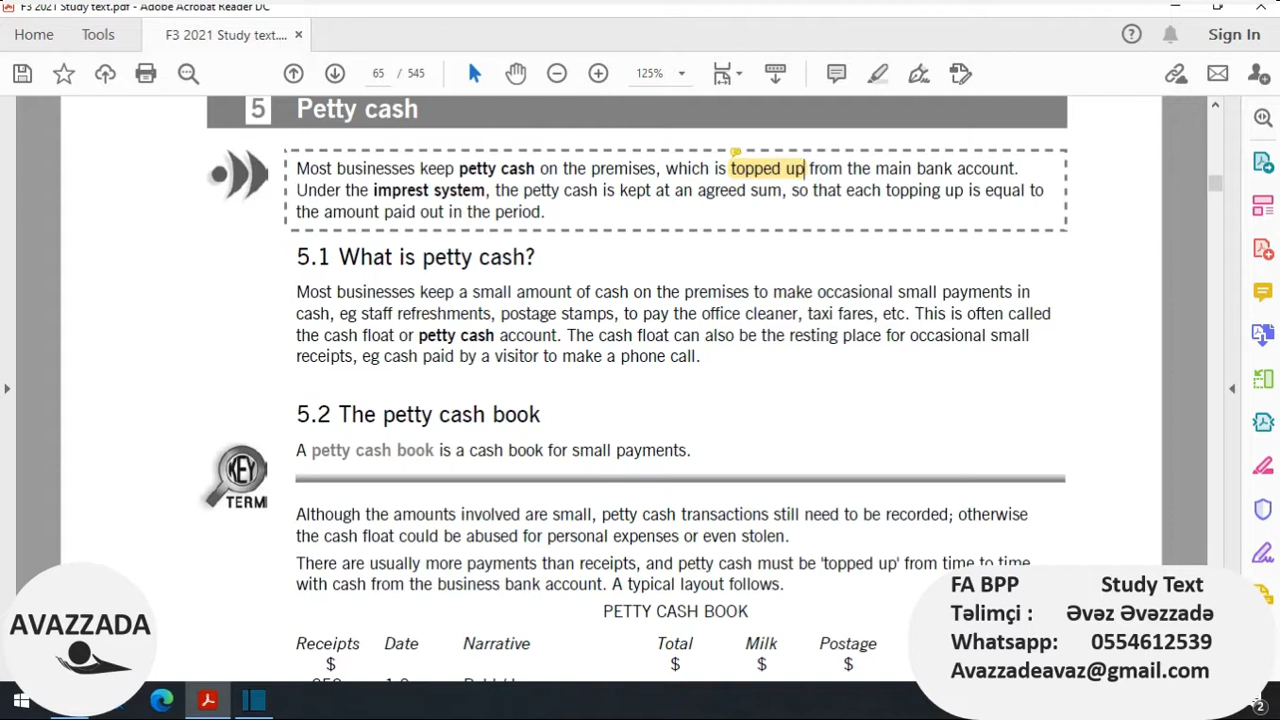 F3 2021 Study text.pdf - Adobe Acrobat Reader DC
Home Tools F3 2021 Study text.... × Sign In
65 / 545 125%
5 Petty cash
Most businesses keep petty cash on the premises, which is topped up from the main bank account.
Under the imprest system, the petty cash is kept at an agreed sum, so that each topping up is equal to
the amount paid out in the period.
5.1 What is petty cash?
Most businesses keep a small amount of cash on the premises to make occasional small payments in
cash, eg staff refreshments, postage stamps, to pay the office cleaner, taxi fares, etc. This is often called
the cash float or petty cash account. The cash float can also be the resting place for occasional small
receipts, eg cash paid by a visitor to make a phone call.
5.2 The petty cash book
A petty cash book is a cash book for small payments.
KEY
TERM
Although the amounts involved are small, petty cash transactions still need to be recorded; otherwise
the cash float could be abused for personal expenses or even stolen.
There are usually more payments than receipts, and petty cash must be 'topped up' from time to time
with cash from the business bank account. A typical layout follows.
PETTY CASH BOOK
Receipts Date Narrative Total Milk Postage
$ $ $ $
AVAZZADA
FA BPP Study Text
Təlimçi : Əvəz Əvəzzadə
Whatsapp: 0554612539
Avazzadeavaz@gmail.com
2